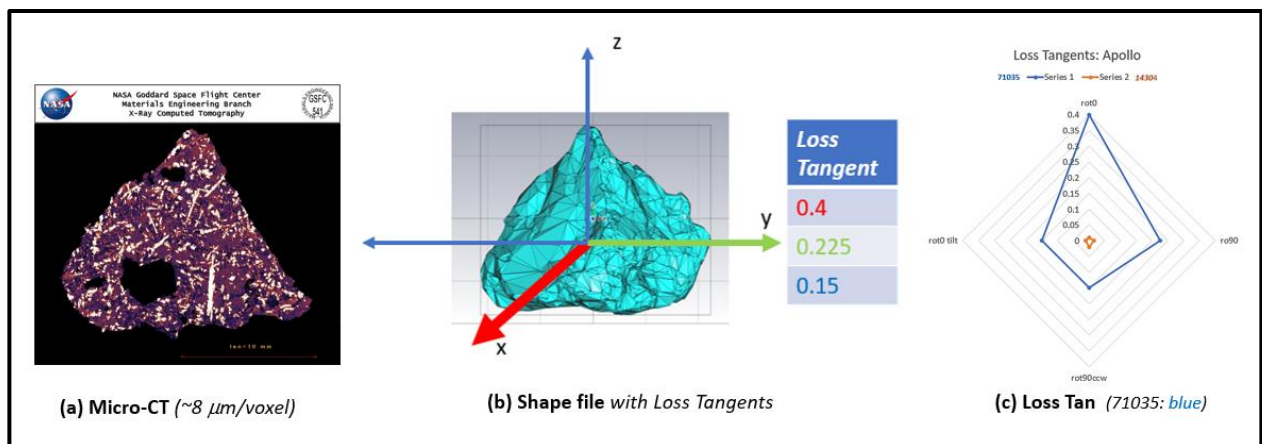 NASA
NASA Goddard Space Flight Center
Materials Engineering Branch
X-Ray Computed Tomography
GSFC
541
(a) Micro-CT (~8 μm/voxel)
z
y
x
Loss
Tangent
0.4
0.225
0.15
(b) Shape file with Loss Tangents
Loss Tangents: Apollo
71035 Series 1 Series 2 14304
rot0
0.4
0.35
0.3
0.25
0.2
0.15
0.1
0.05
0
rot0 tilt
ro90
rot90ccw
(c) Loss Tan (71035: blue)